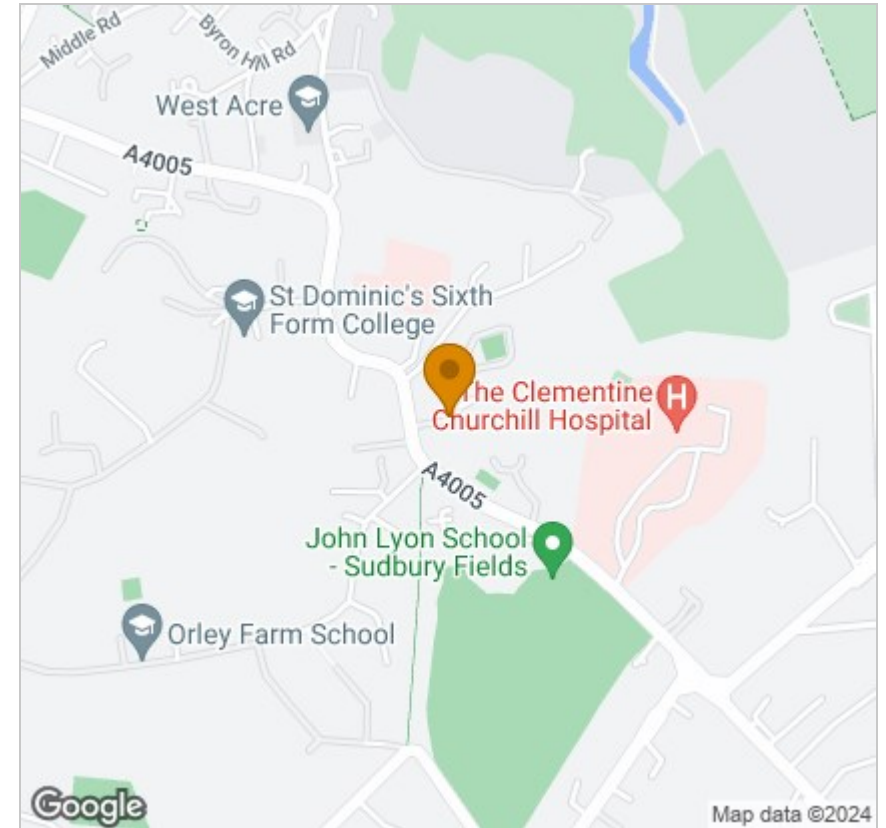 Middle Rd
Byron Hill Rd
West Acre
A4005
St Dominic's Sixth
Form College
The Clementine
Churchill Hospital
H
A4005
John Lyon School
- Sudbury Fields
Orley Farm School
Google
Map data ©2024